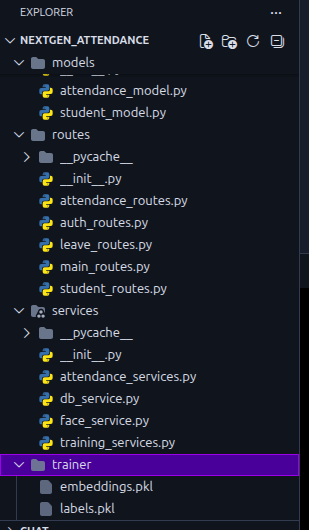 EXPLORER
NEXTGEN_ATTENDANCE
models
attendance_model.py
student_model.py
routes
__pycache__
__init__.py
attendance_routes.py
auth_routes.py
leave_routes.py
main_routes.py
student_routes.py
services
__pycache__
__init__.py
attendance_services.py
db_service.py
face_service.py
training_services.py
trainer
embeddings.pkl
labels.pkl